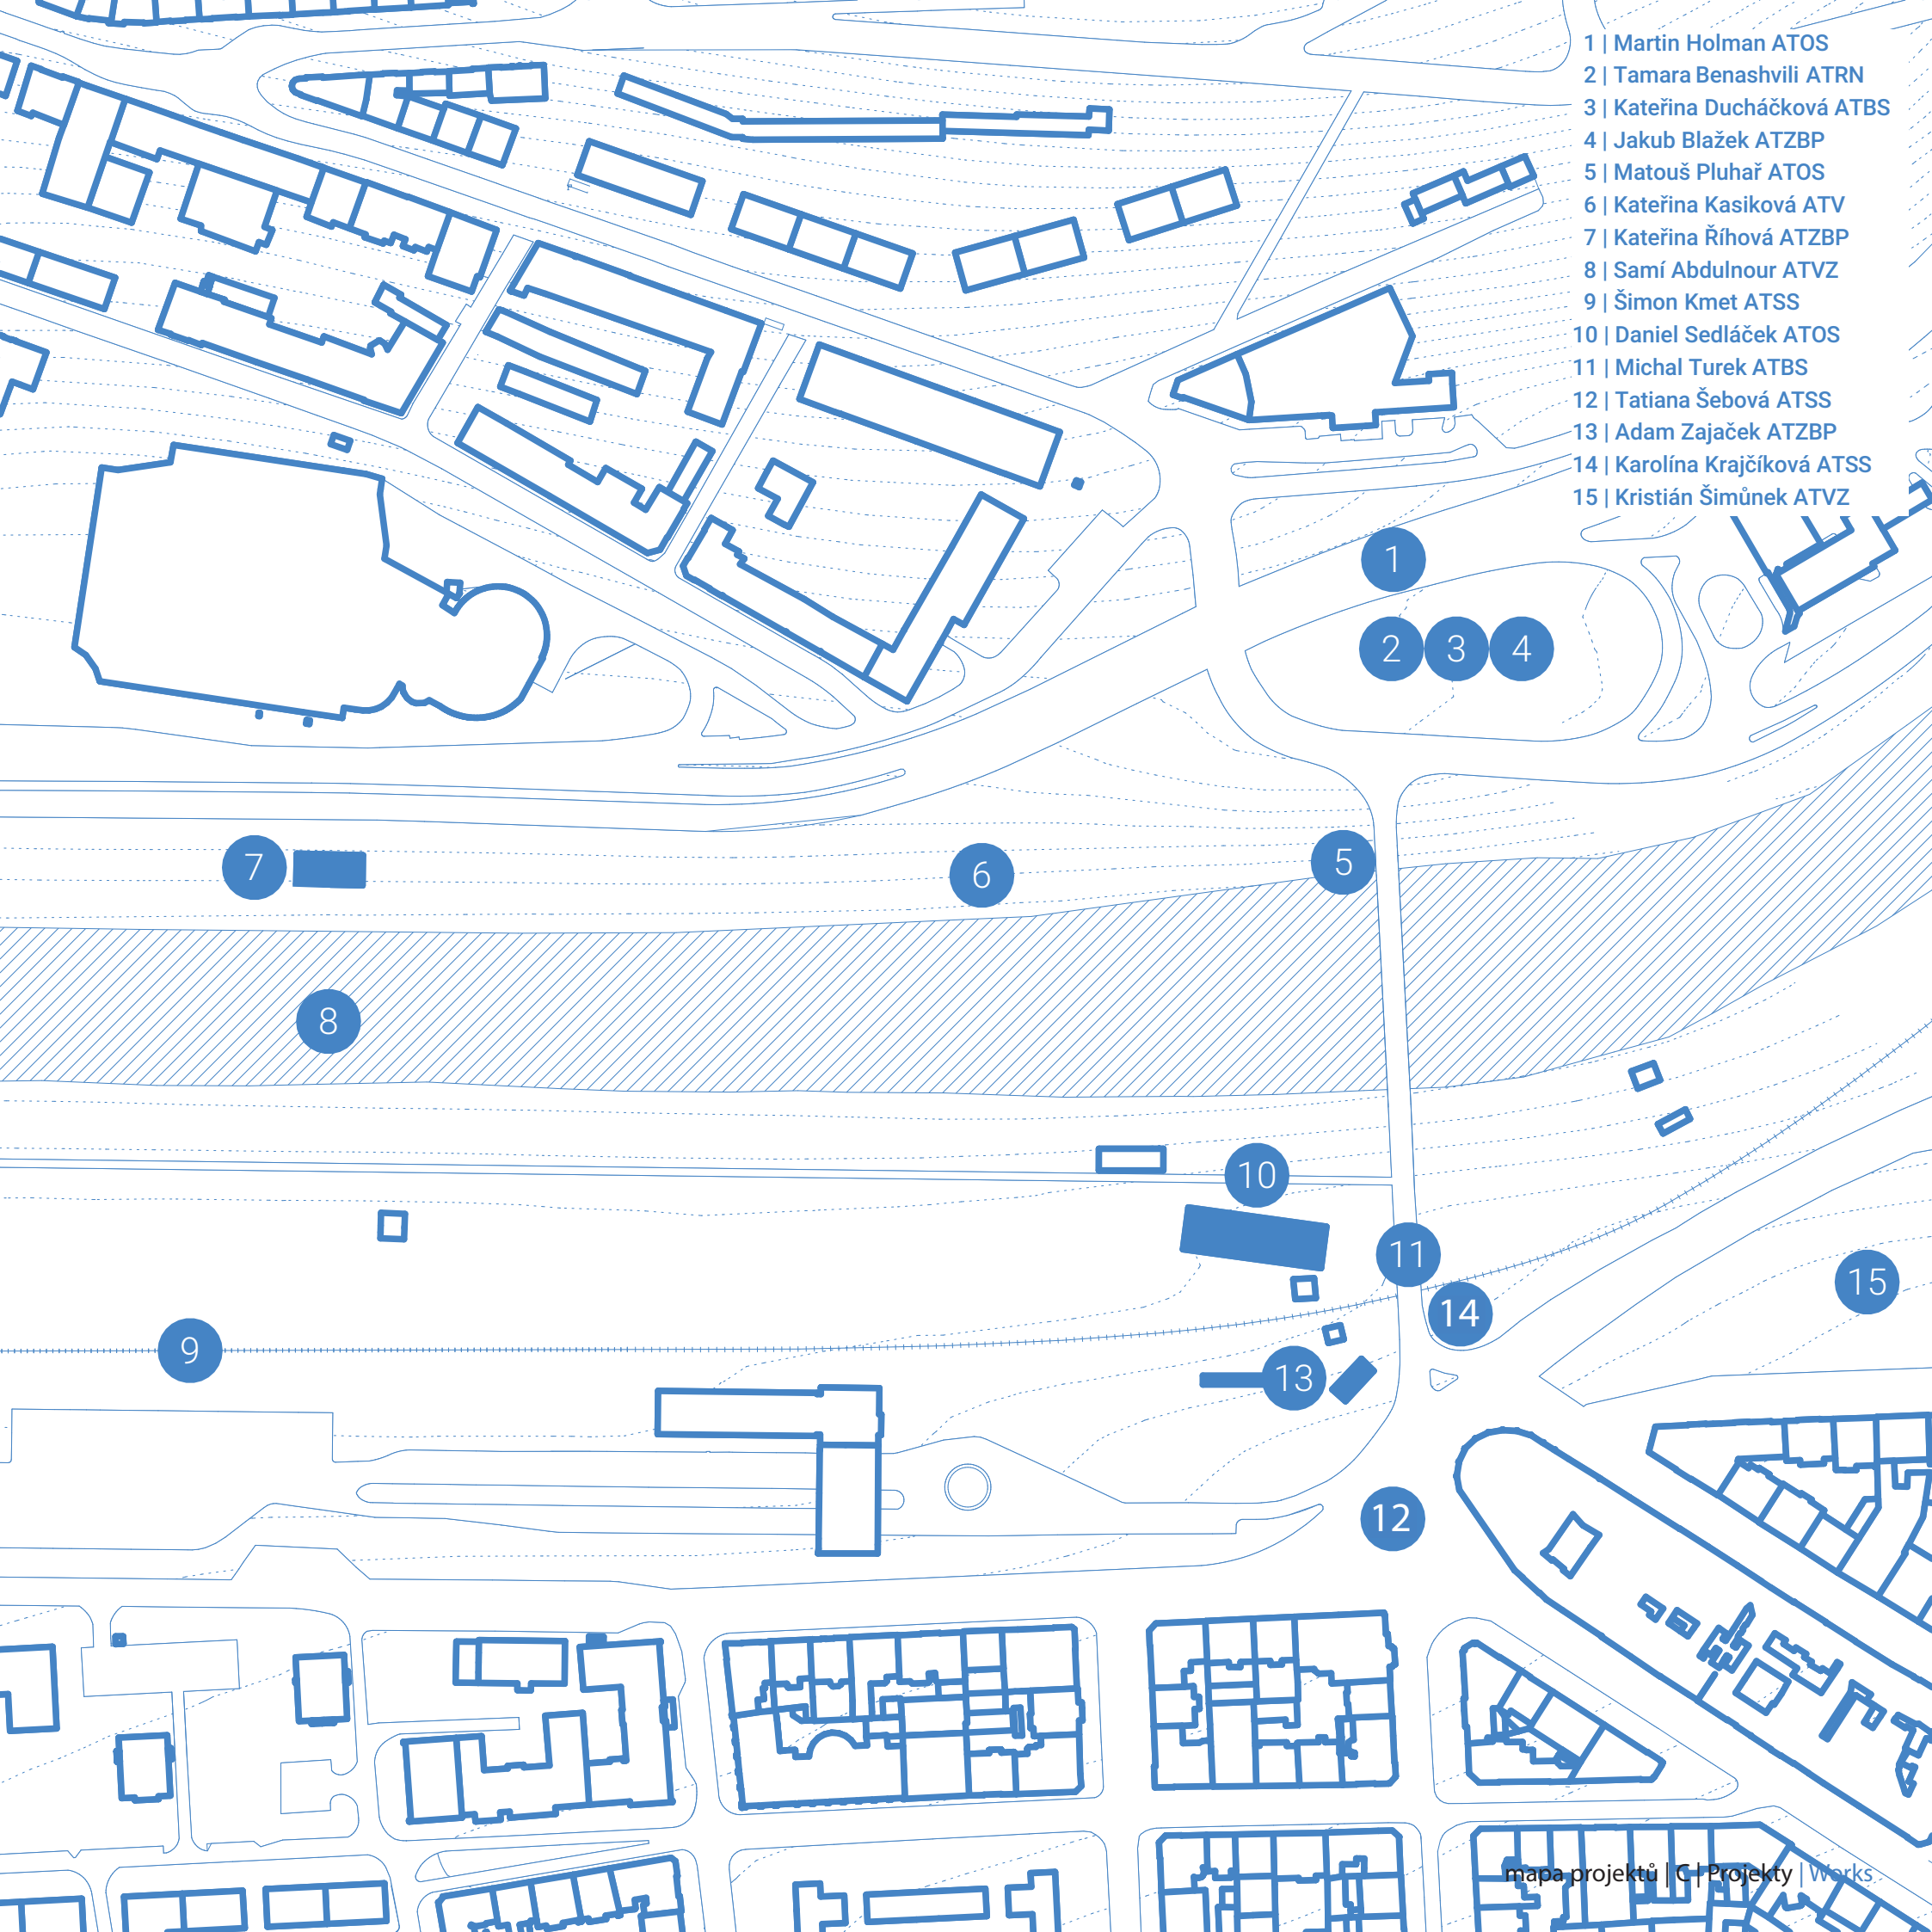 1 | Martin Holman ATOS
2 | Tamara Benashvili ATRN
3 | Kateřina Ducháčková ATBS
4 | Jakub Blažek ATZBP
5 | Matouš Pluhař ATOS
6 | Kateřina Kasiková ATV
7 | Kateřina Říhová ATZBP
8 | Samí Abdulnour ATVZ
9 | Šimon Kmet ATSS
10 | Daniel Sedláček ATOS
11 | Michal Turek ATBS
12 | Tatiana Šebová ATSS
13 | Adam Zajaček ATZBP
14 | Karolína Krajčíková ATSS
15 | Kristián Šimůnek ATVZ
1
2 3 4
5
7
6
8
10
11
15
14
9
13
12
mapa projektů | C | Projekty | Works